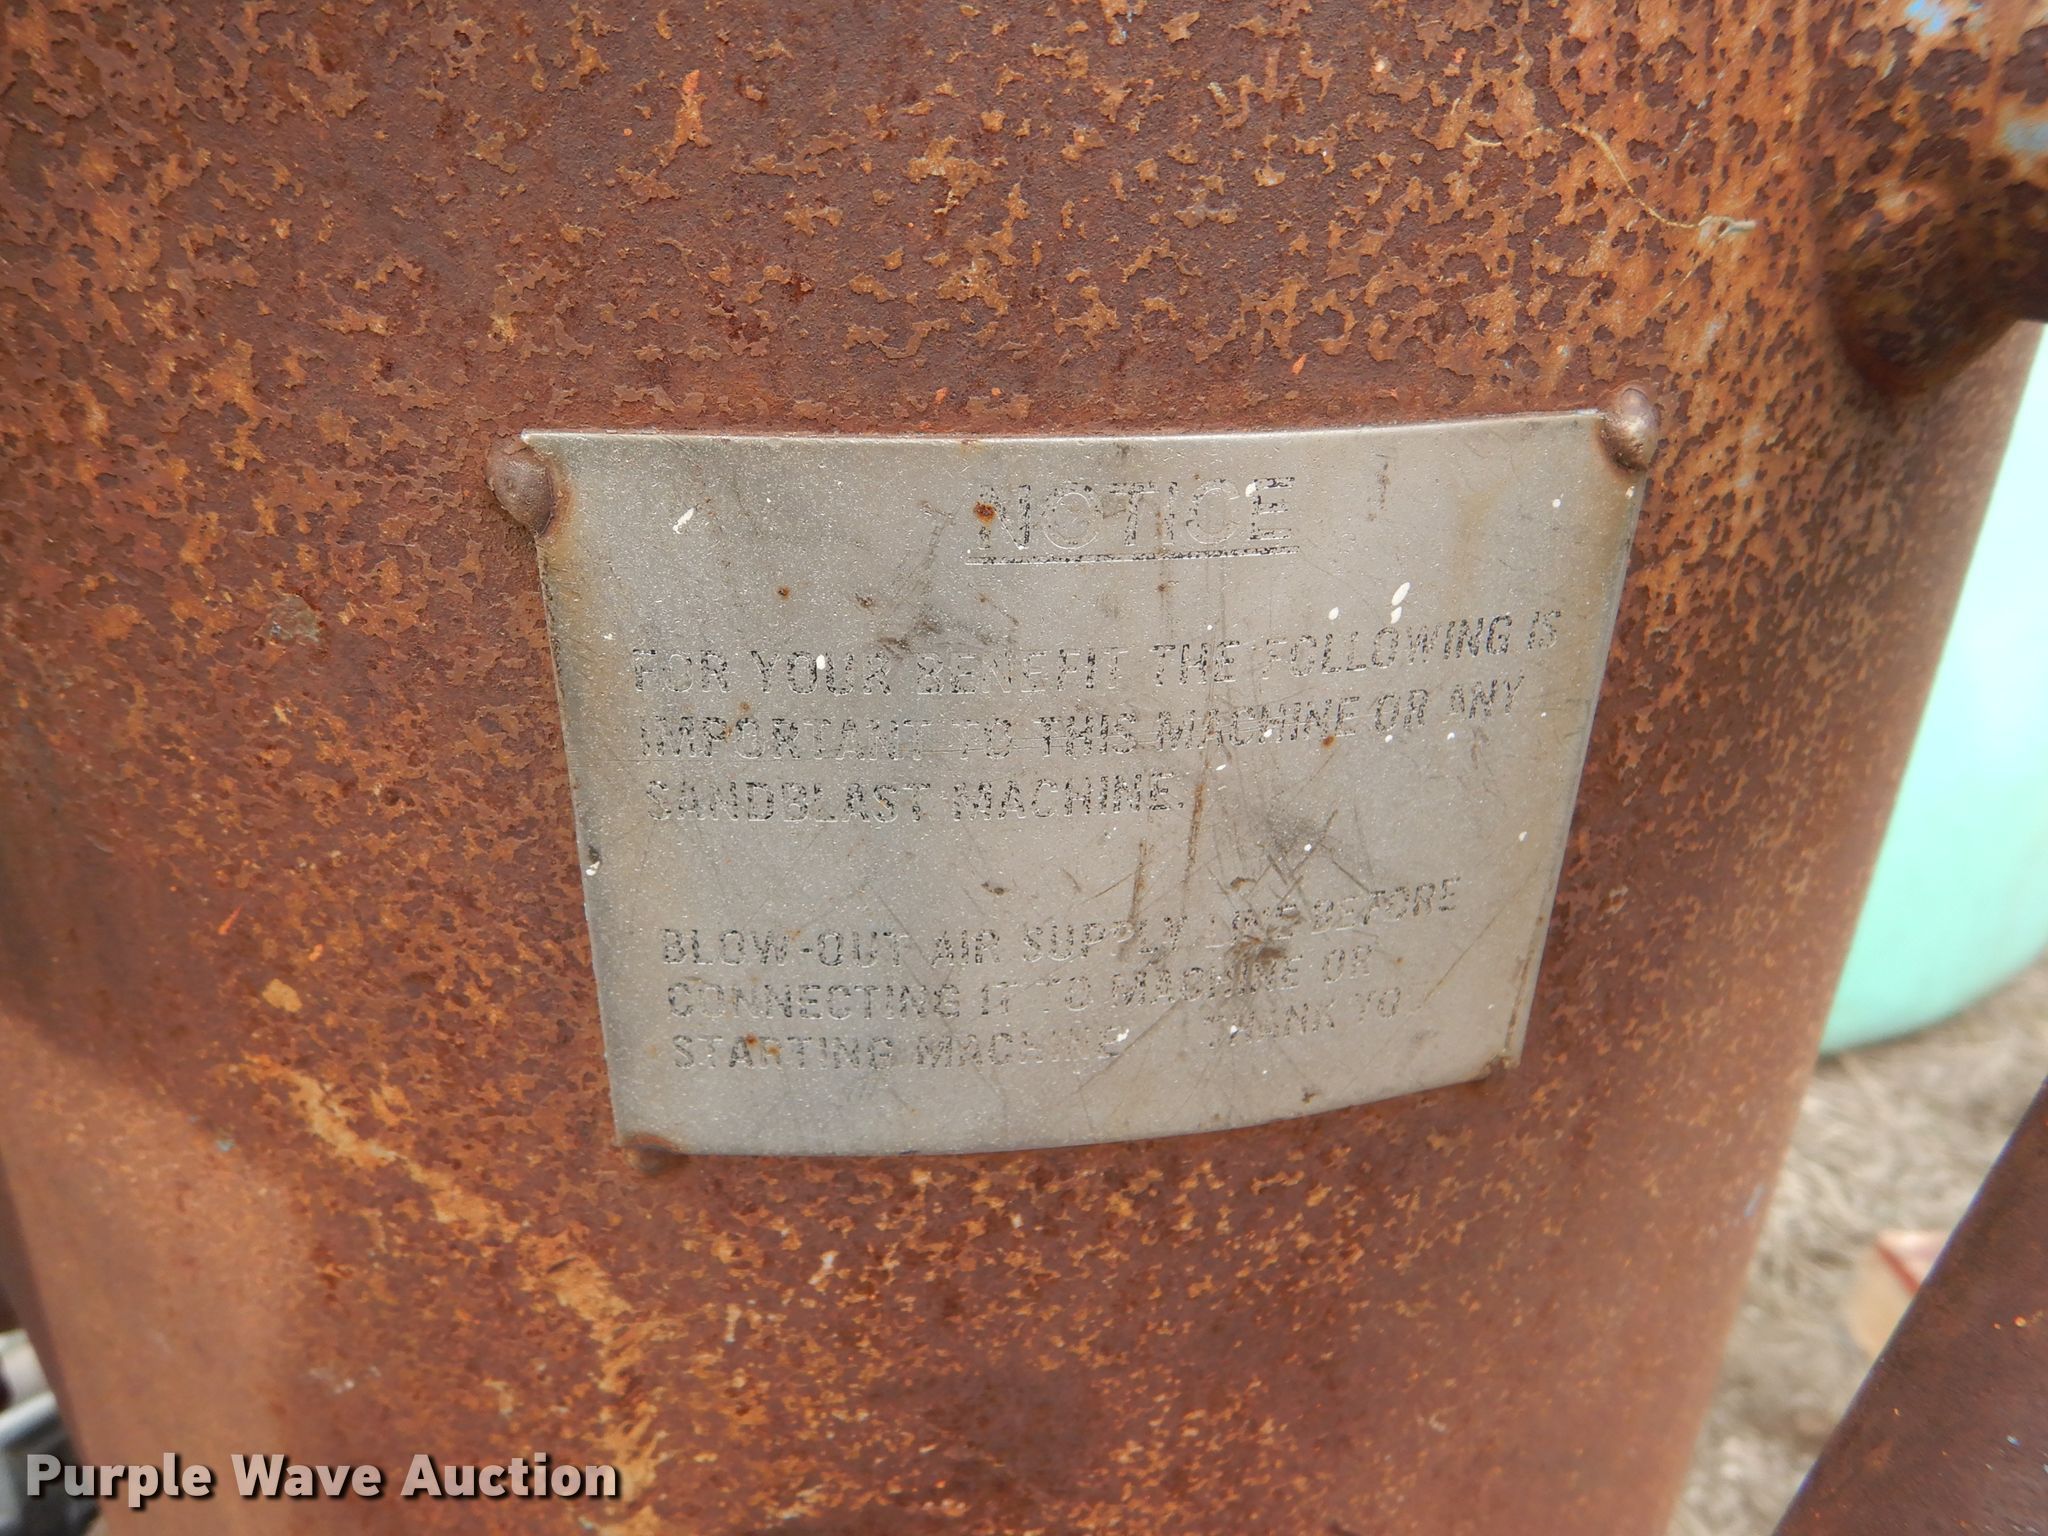 NOTICE
FOR YOUR BENEFIT THE FOLLOWING IS
IMPORTANT TO THIS MACHINE OR ANY
SANDBLAST MACHINE.
BLOW-OUT AIR SUPPLY LINE BEFORE
CONNECTING IT TO MACHINE OR
STARTING MACHINE THANK YOU
Purple Wave Auction